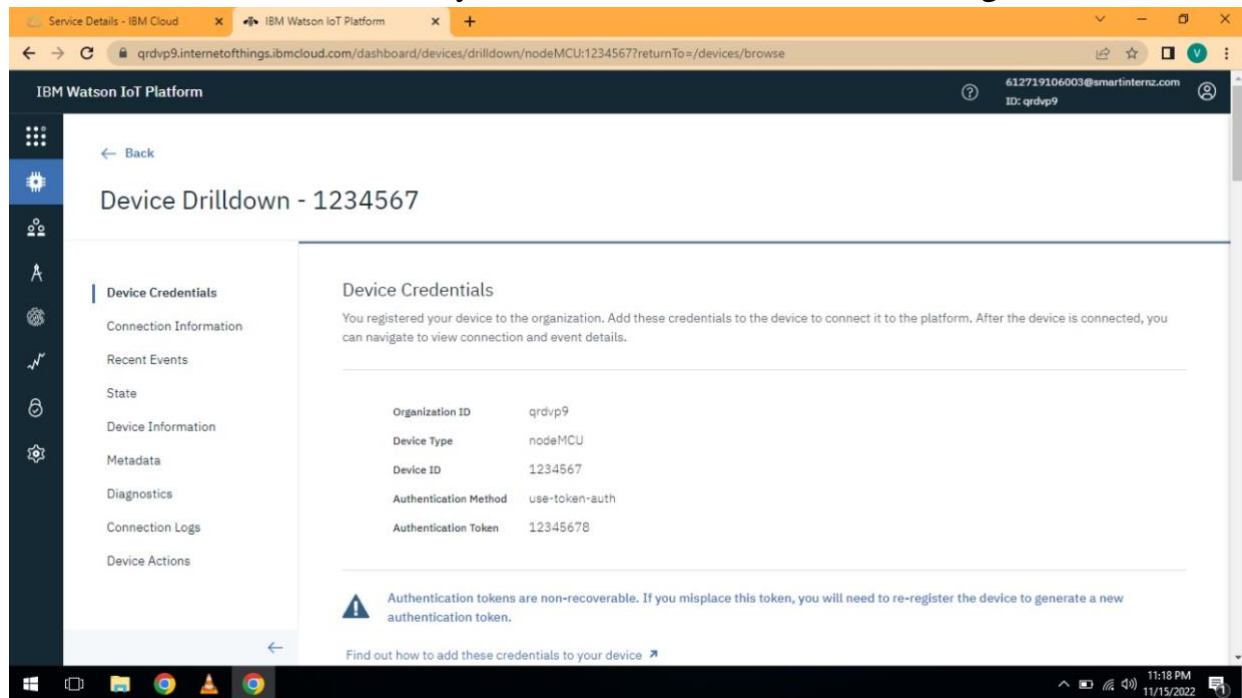 Service Details - IBM Cloud
IBM Watson IoT Platform
qrdvp9.internetofthings.ibmcloud.com/dashboard/devices/drilldown/nodeMCU:1234567?returnTo=/devices/browse
V
IBM Watson IoT Platform
612719106003@smartinternz.com
ID: qrdvp9
← Back
Device Drilldown - 1234567
Device Credentials
Connection Information
Recent Events
State
Device Information
Metadata
Diagnostics
Connection Logs
Device Actions
Device Credentials
You registered your device to the organization. Add these credentials to the device to connect it to the platform. After the device is connected, you
can navigate to view connection and event details.
Organization ID qrdvp9
Device Type nodeMCU
Device ID 1234567
Authentication Method use-token-auth
Authentication Token 12345678
Authentication tokens are non-recoverable. If you misplace this token, you will need to re-register the device to generate a new
authentication token.
Find out how to add these credentials to your device
11:18 PM
11/15/2022
1